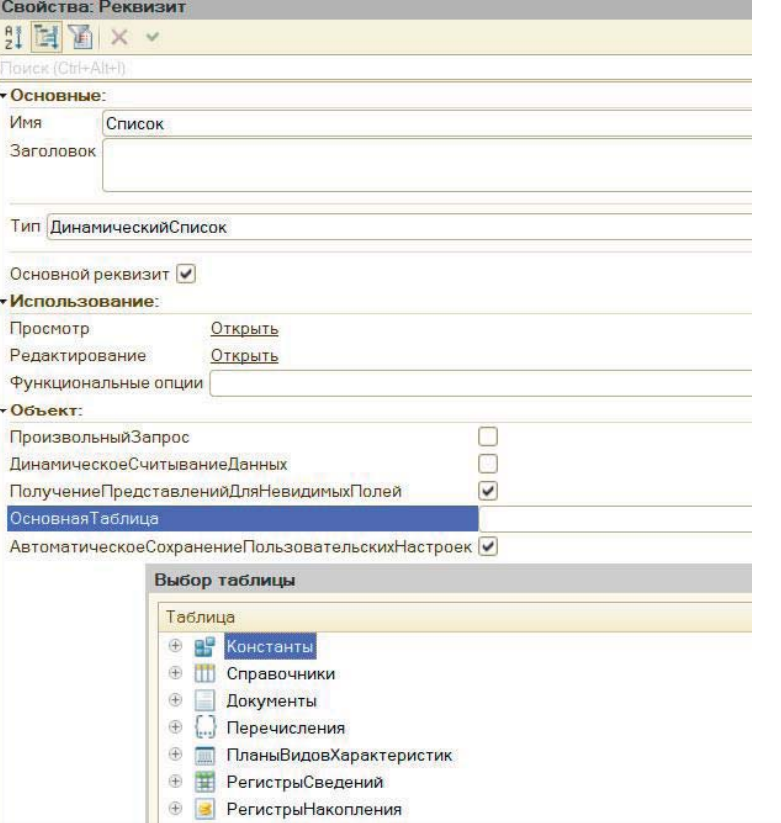 Свойства: Реквизит
Поиск (Ctrl+Alt+I)
Основные:
Имя Список
Заголовок
Тип ДинамическийСписок
Основной реквизит
Использование:
Просмотр Открыть
Редактирование Открыть
Функциональные опции
Объект:
ПроизвольныйЗапрос
ДинамическоеСчитываниеДанных
ПолучениеПредставленийДляНевидимыхПолей
ОсновнаяТаблица
АвтоматическоеСохранениеПользовательскихНастроек
Выбор таблицы
Таблица
Константы
Справочники
Документы
Перечисления
ПланыВидовХарактеристик
РегистрыСведений
РегистрыНакопления